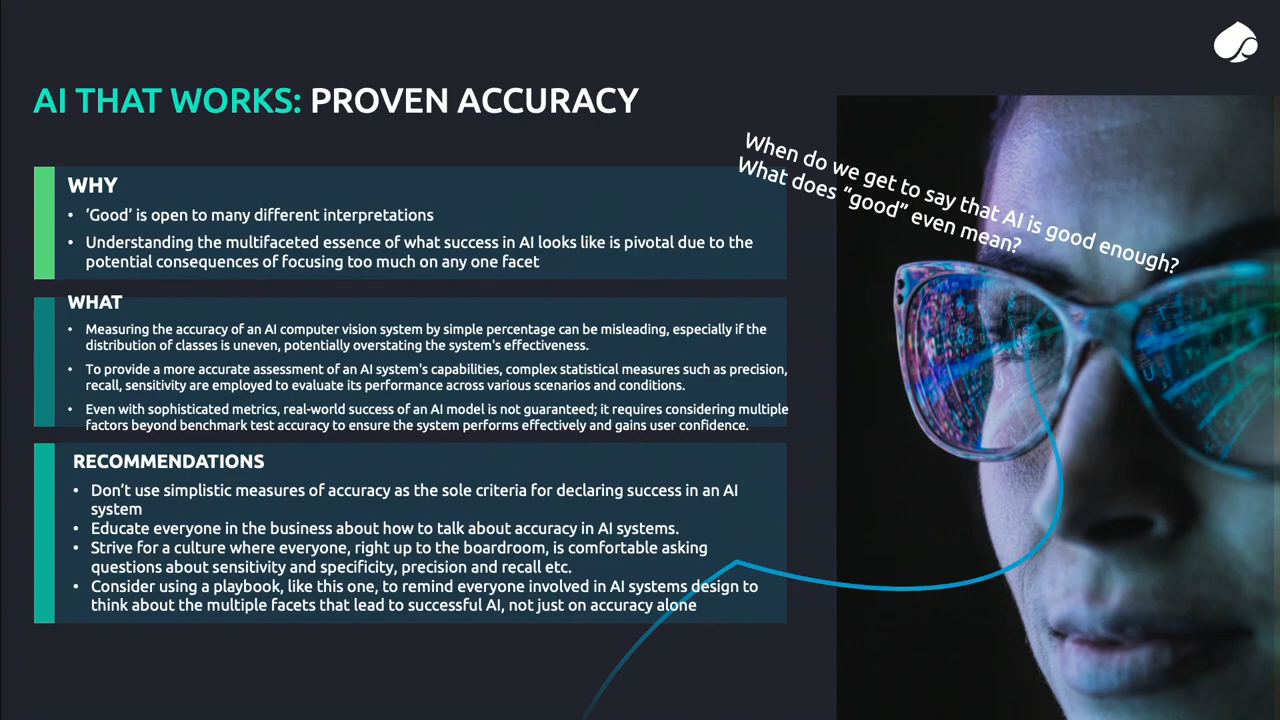 AI THAT WORKS: PROVEN ACCURACY
When do we get to say that AI is good enough?
What does “good” even mean?
WHY
• ‘Good’ is open to many different interpretations
• Understanding the multifaceted essence of what success in AI looks like is pivotal due to the
potential consequences of focusing too much on any one facet
WHAT
• Measuring the accuracy of an AI computer vision system by simple percentage can be misleading, especially if the
distribution of classes is uneven, potentially overstating the system's effectiveness.
• To provide a more accurate assessment of an AI system's capabilities, complex statistical measures such as precision,
recall, sensitivity are employed to evaluate its performance across various scenarios and conditions.
• Even with sophisticated metrics, real-world success of an AI model is not guaranteed; it requires considering multiple
factors beyond benchmark test accuracy to ensure the system performs effectively and gains user confidence.
RECOMMENDATIONS
• Don’t use simplistic measures of accuracy as the sole criteria for declaring success in an AI
system
• Educate everyone in the business about how to talk about accuracy in AI systems.
• Strive for a culture where everyone, right up to the boardroom, is comfortable asking
questions about sensitivity and specificity, precision and recall etc.
• Consider using a playbook, like this one, to remind everyone involved in AI systems design to
think about the multiple facets that lead to successful AI, not just on accuracy alone